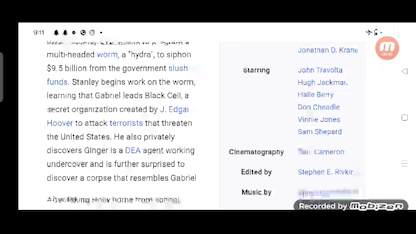 9:11
multi-headed worm, a "hydra', to siphon
$9.5 billion from the government slush
funds. Stanley begins work on the worm,
learning that Gabriel leads Black Cell, a
secret organization created by J. Edgar
Hoover to attack terrorists that threaten
the United States. He also privately
discovers Ginger is a DEA agent working
undercover and is further surprised to
discover a corpse that resembles Gabriel
Jonathan D. Krane
Starring
John Travolta
Hugh Jackman
Halle Berry
Don Cheadle
Vinnie Jones
Sam Shepard
Cinematography
Cameron
Edited by
Stephen E. Rivkin
Music by
Recorded by Mobizen